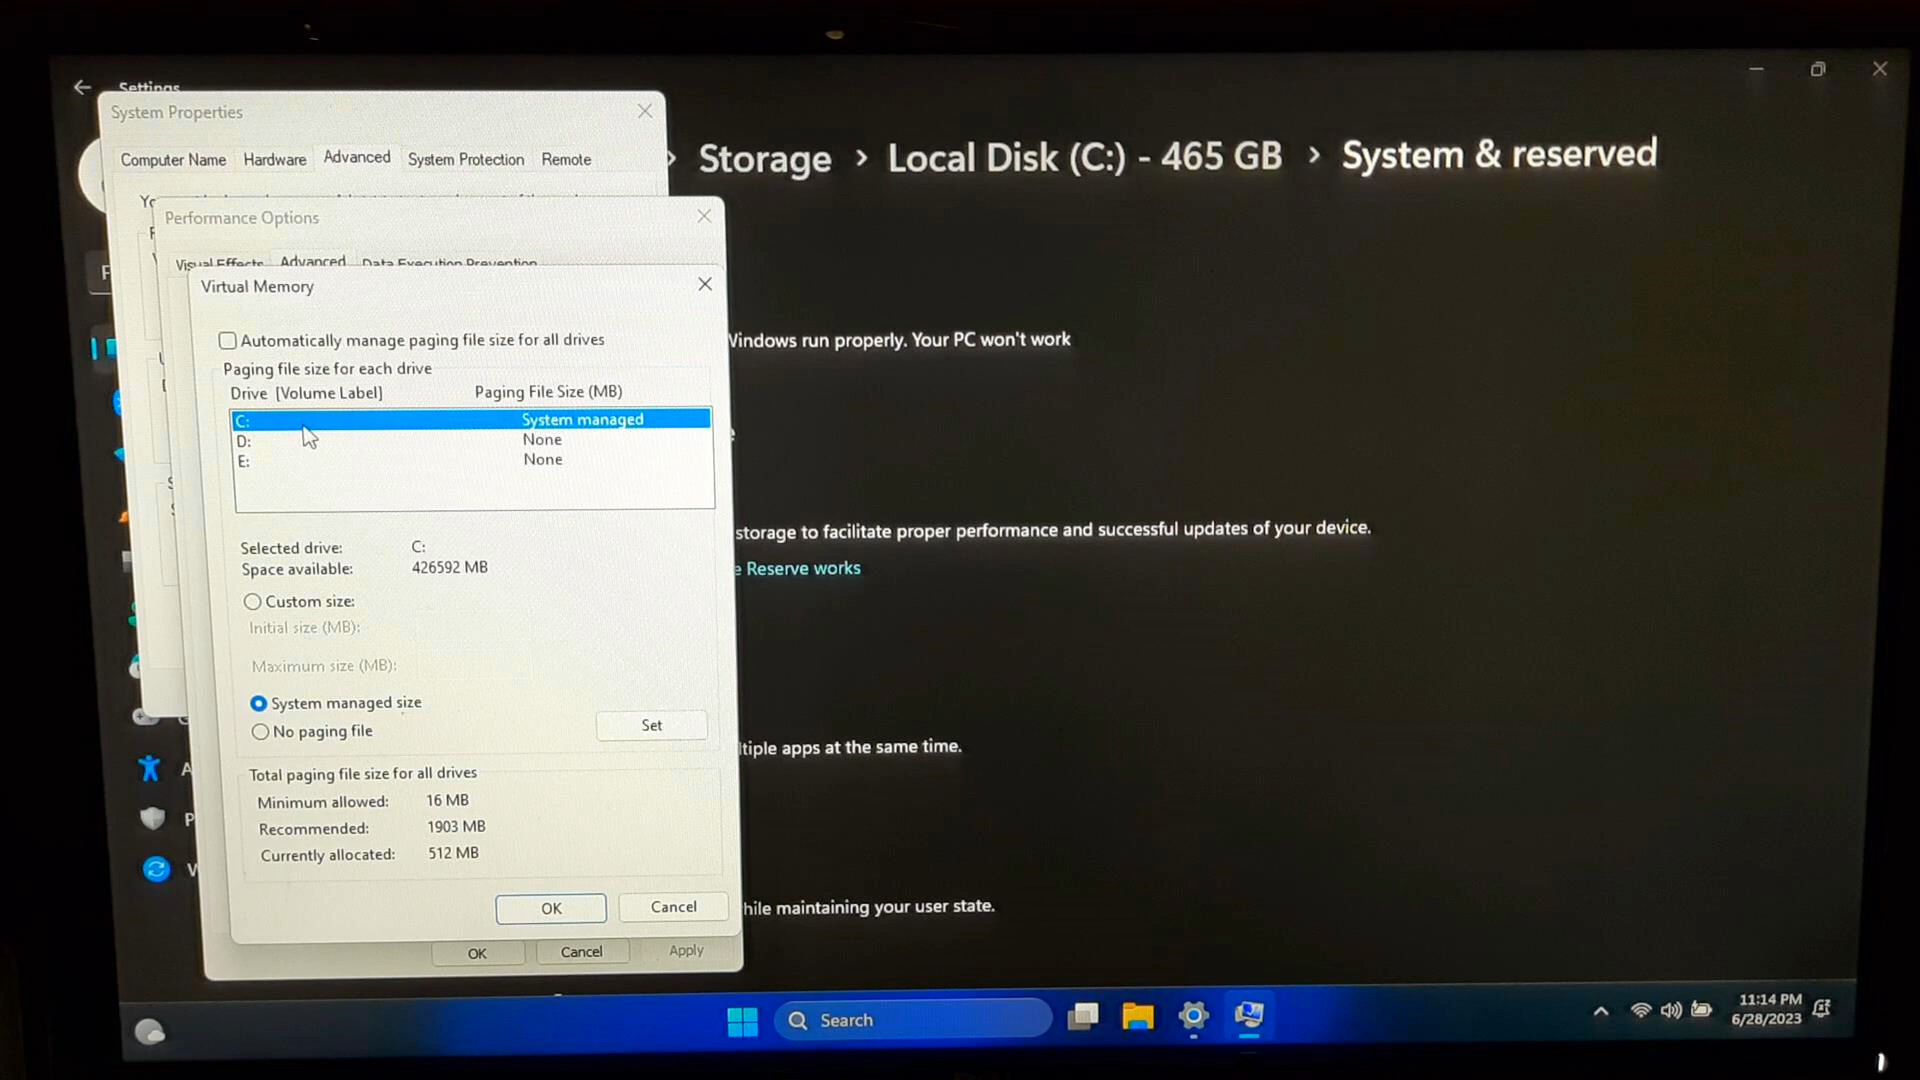 Settings
System Properties
Computer Name Hardware Advanced System Protection Remote
Storage > Local Disk (C:) - 465 GB > System & reserved
Performance Options
Visual Effects Advanced Data Execution Prevention
Virtual Memory
Automatically manage paging file size for all drives
Windows run properly. Your PC won't work
Paging file size for each drive
Drive [Volume Label] Paging File Size (MB)
C: System managed
D: None
E: None
Selected drive: C:
Space available: 426592 MB
storage to facilitate proper performance and successful updates of your device.
Reserve works
Custom size:
Initial size (MB):
Maximum size (MB):
System managed size
No paging file
Set
ltiple apps at the same time.
Total paging file size for all drives
Minimum allowed: 16 MB
Recommended: 1903 MB
Currently allocated: 512 MB
OK Cancel
hile maintaining your user state.
OK Cancel Apply
Search
11:14 PM
6/28/2023